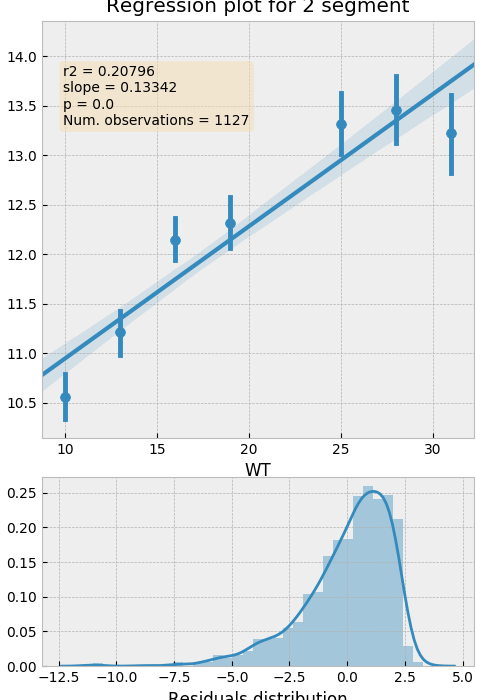 Regression plot for 2 segment
14.0
13.5
13.0
12.5
12.0
11.5
11.0
10.5
r2 = 0.20796
slope = 0.13342
p = 0.0
Num. observations = 1127
10 15 20 25 30
WT
0.25
0.20
0.15
0.10
0.05
0.00
−12.5 −10.0 −7.5 −5.0 −2.5 0.0 2.5 5.0
Residuals distribution